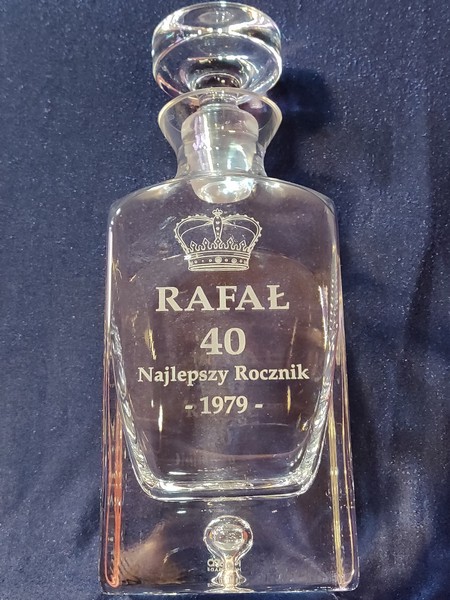 RAFAŁ
40
Najlepszy Rocznik
- 1979 -